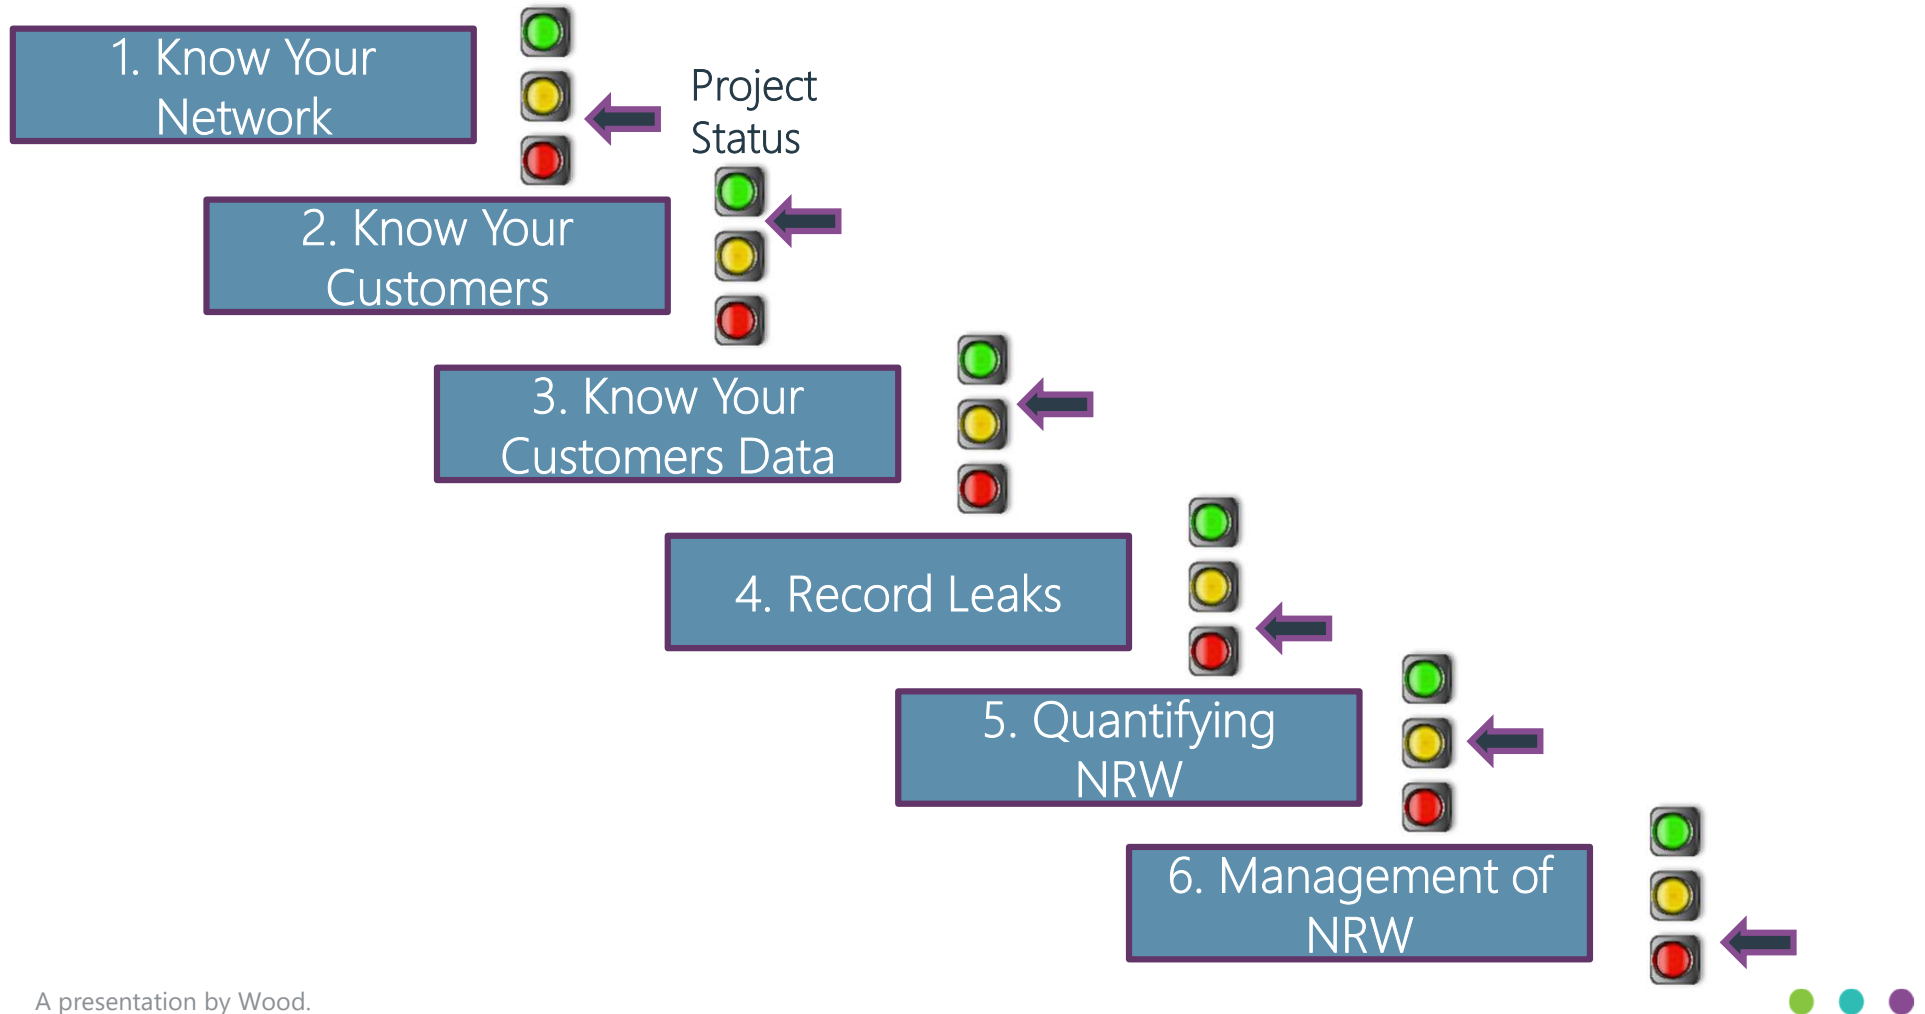 1. Know Your
Network
Project
Status
2. Know Your
Customers
3. Know Your
Customers Data
4. Record Leaks
5. Quantifying
NRW
6. Management of
NRW
A presentation by Wood.